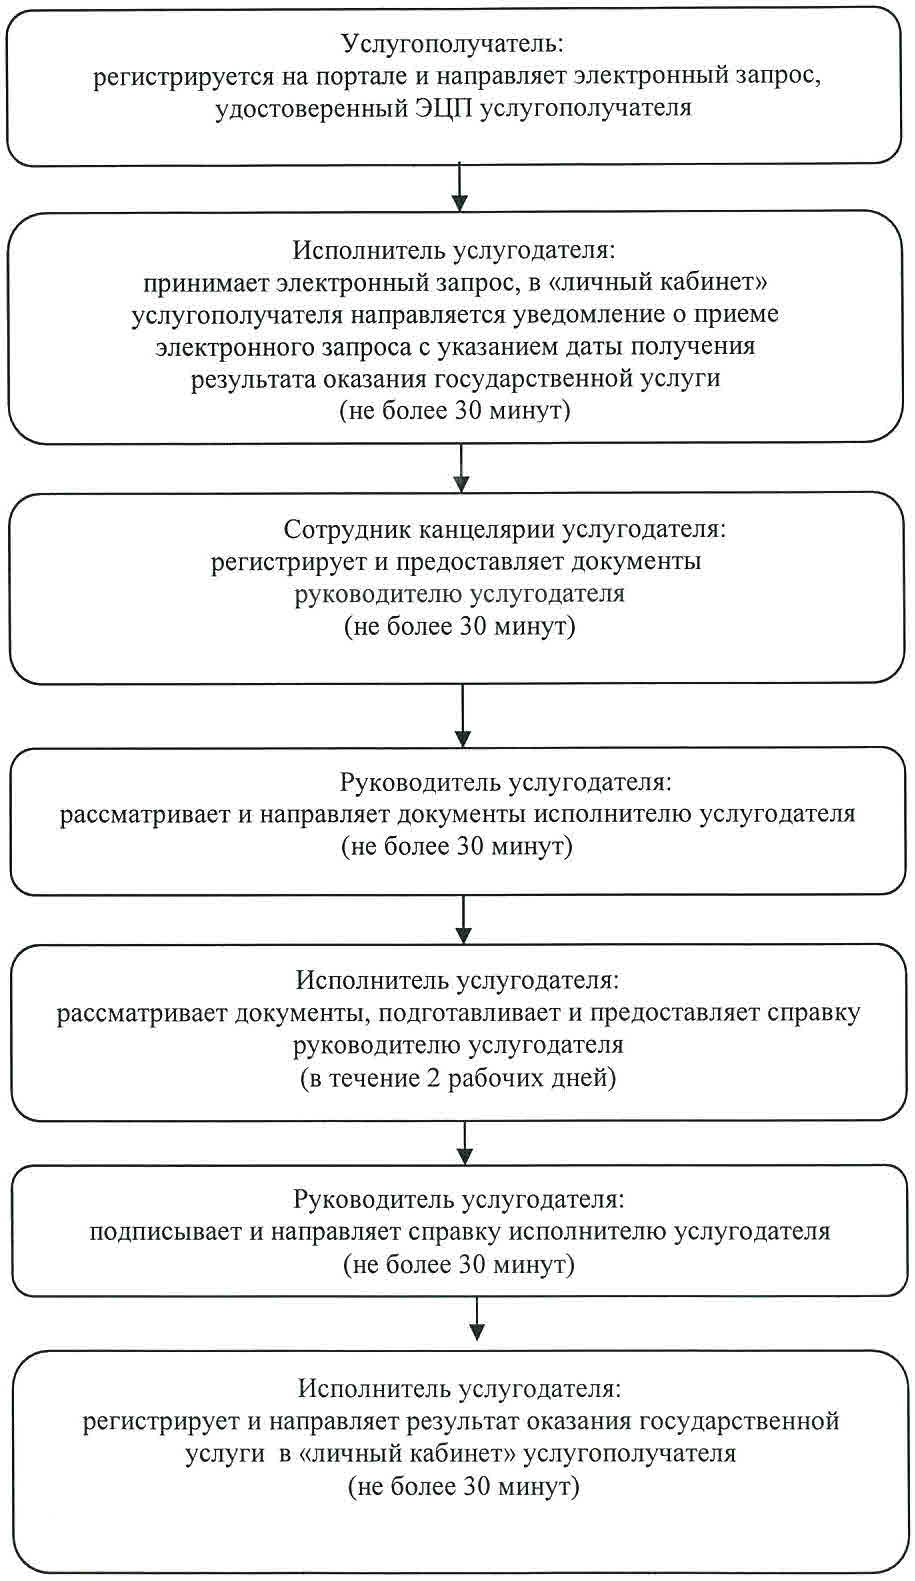 Услугополучатель:
регистрируется на портале и направляет электронный запрос,
удостоверенный ЭЦП услугополучателя
Исполнитель услугодателя:
принимает электронный запрос, в «личный кабинет»
услугополучателя направляется уведомление о приеме
электронного запроса с указанием даты получения
результата оказания государственной услуги
(не более 30 минут)
Сотрудник канцелярии услугодателя:
регистрирует и предоставляет документы
руководителю услугодателя
(не более 30 минут)
Руководитель услугодателя:
рассматривает и направляет документы исполнителю услугодателя
(не более 30 минут)
Исполнитель услугодателя:
рассматривает документы, подготавливает и предоставляет справку
руководителю услугодателя
(в течение 2 рабочих дней)
Руководитель услугодателя:
подписывает и направляет справку исполнителю услугодателя
(не более 30 минут)
Исполнитель услугодателя:
регистрирует и направляет результат оказания государственной
услуги в «личный кабинет» услугополучателя
(не более 30 минут)